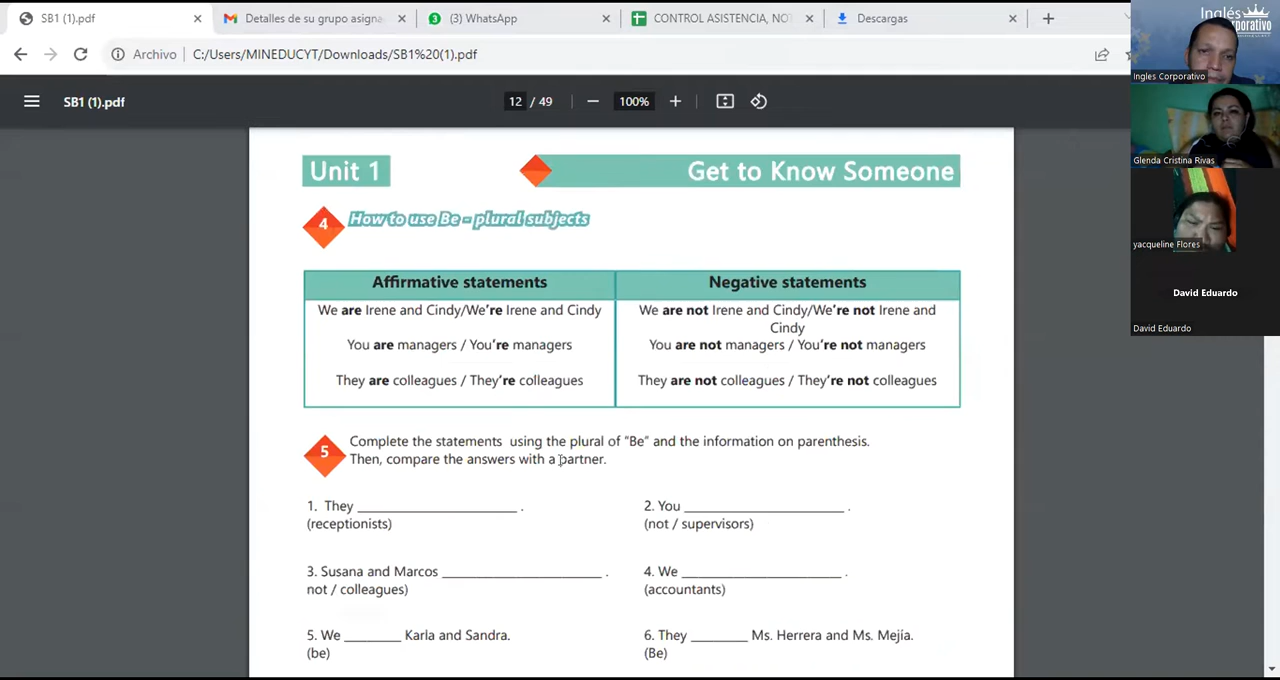 SB1 (1).pdf
Detalles de su grupo asigna
(3) WhatsApp
CONTROL ASISTENCIA, NO
Descargas
Archivo
C:/Users/MINEDUCYT/Downloads/SB1%20(1).pdf
SB1 (1).pdf
12 / 49
100%
Inglés
Corporativo
Ingles Corporativo
Glenda Cristina Rivas
yacqueline Flores
David Eduardo
David Eduardo
Unit 1
Get to Know Someone
4
How to use Be - plural subjects
Affirmative statements
Negative statements
We are Irene and Cindy/We're Irene and Cindy
We are not Irene and Cindy/We're not Irene and
Cindy
You are managers / You're managers
You are not managers / You're not managers
They are colleagues / They're colleagues
They are not colleagues / They're not colleagues
5
Complete the statements using the plural of "Be" and the information on parenthesis.
Then, compare the answers with a partner.
1. They ____________________ .
(receptionists)
2. You ____________________ .
(not / supervisors)
3. Susana and Marcos ____________________ .
not / colleagues)
4. We ____________________ .
(accountants)
5. We _______ Karla and Sandra.
(be)
6. They _______ Ms. Herrera and Ms. Mejía.
(Be)